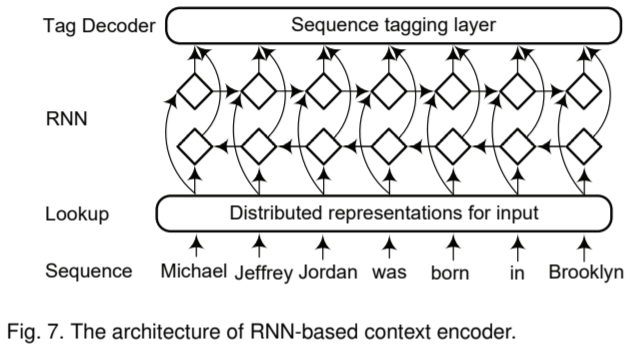 Tag Decoder Sequence tagging layer
RNN
Lookup Distributed representations for input
Sequence Michael Jeffrey Jordan was born in Brooklyn
Fig. 7. The architecture of RNN-based context encoder.